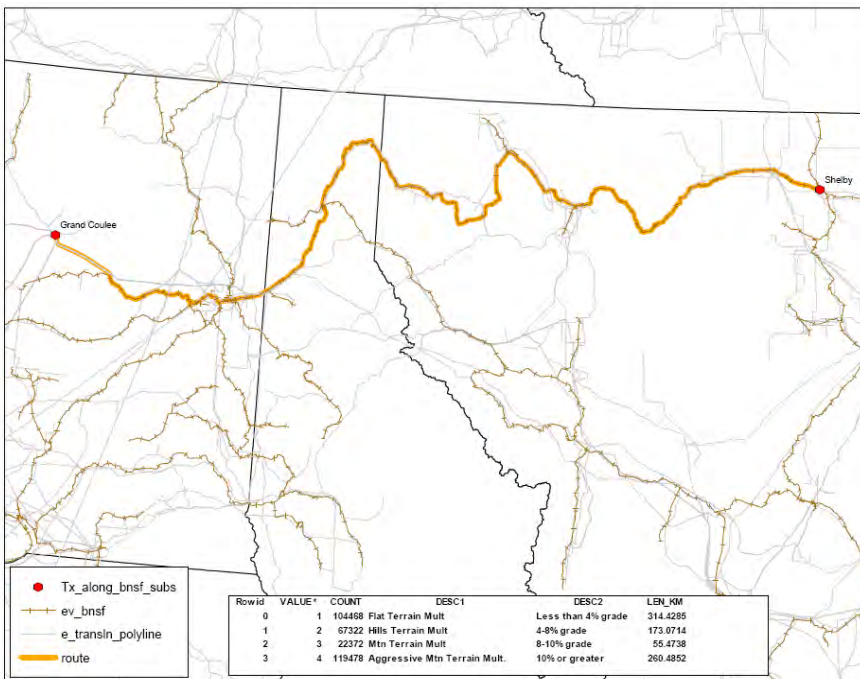 Shelby
Grand Coulee
Tx_along_bnsf_subs
ev_bnsf
e_transln_polyline
route
Rowid VALUE * COUNT DESC1 DESC2 LEN_KM
0 1 104468 Flat Terrain Mult Less than 4% grade 314.4285
1 2 67322 Hills Terrain Mult 4-8% grade 173.0714
2 3 22372 Mtn Terrain Mult 8-10% grade 55.4738
3 4 119478 Aggressive Mtn Terrain Mult. 10% or greater 260.4852